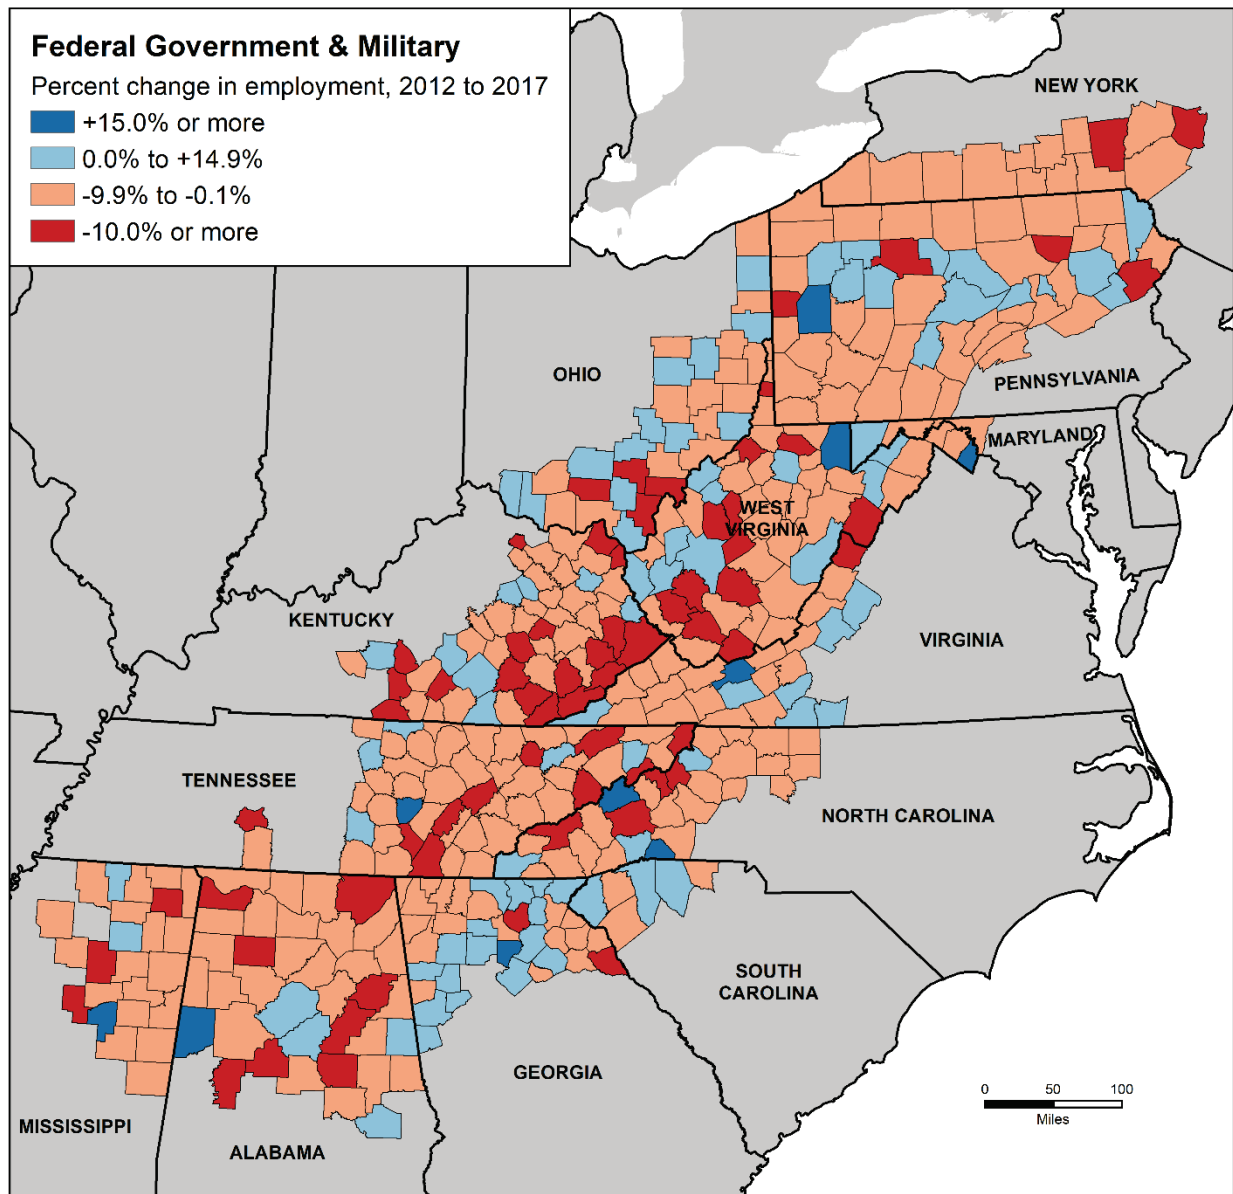 Federal Government & Military
Percent change in employment, 2012 to 2017
+15.0% or more
0.0% to +14.9%
-9.9% to -0.1%
-10.0% or more
NEW YORK
OHIO
PENNSYLVANIA
MARYLAND
WEST
VIRGINIA
KENTUCKY
VIRGINIA
TENNESSEE
NORTH CAROLINA
SOUTH
CAROLINA
GEORGIA
MISSISSIPPI
ALABAMA
0 50 100
Miles